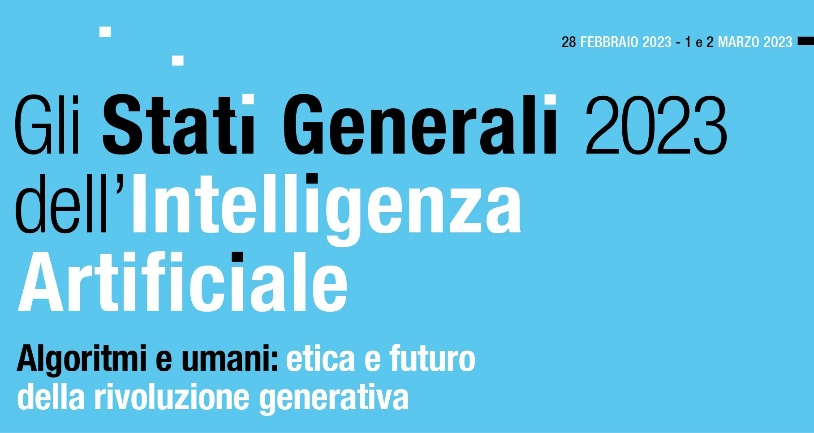 28 FEBBRAIO 2023 - 1 e 2 MARZO 2023
Gli Stati Generali 2023
dell'Intelligenza
Artificiale
Algoritmi e umani: etica e futuro
della rivoluzione generativa